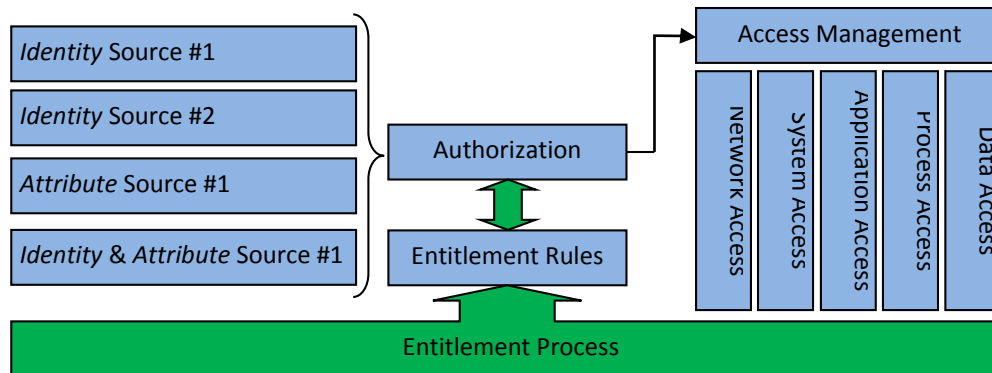 Identity Source #1
Identity Source #2
Attribute Source #1
Identity & Attribute Source #1
Authorization
Entitlement Rules
Access Management
Network Access
System Access
Application Access
Process Access
Data Access
Entitlement Process